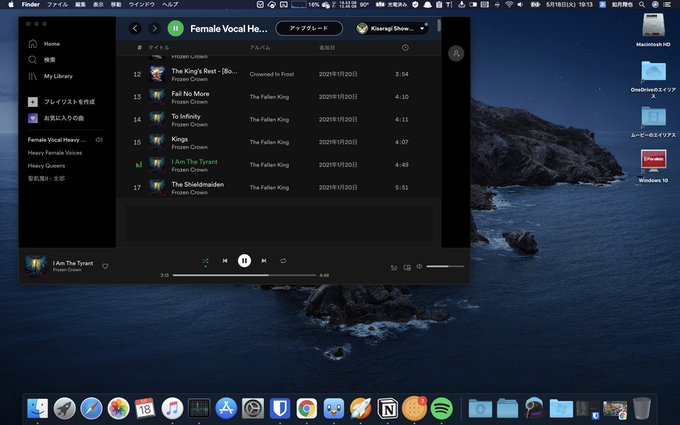 Finder ファイル 編集 表示 移動 ウインドウ ヘルプ
16% 90° 充電済み 5月18日(火) 19:13 あ 如月翔也
Female Vocal Hea...
アップグレード
Kisaragi Show...
Home
検索
My Library
プレイリストを作成
お気に入りの曲
Female Vocal Heavy ...
Heavy Female Voices
Heavy Queens
聖飢魔II - 全部
# タイトル アルバム 追加日
Frozen Crown
12 The King's Rest - [Bo... Crowned In Frost 2021年1月20日 3:54
Frozen Crown
13 Fail No More The Fallen King 2021年1月20日 4:10
Frozen Crown
14 To Infinity The Fallen King 2021年1月20日 4:11
Frozen Crown
15 Kings The Fallen King 2021年1月20日 4:07
Frozen Crown
I Am The Tyrant The Fallen King 2021年1月20日 4:49
Frozen Crown
17 The Shieldmaiden The Fallen King 2021年1月20日 5:51
Frozen Crown
I Am The Tyrant
Frozen Crown
3:13 4:48
Macintosh HD
OneDriveのエイリアス
ムービーのエイリアス
Parallels
Windows 10
18
3